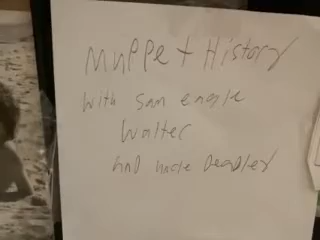 Muppet History
with Sam eagle
Walter
And uncle Deadley